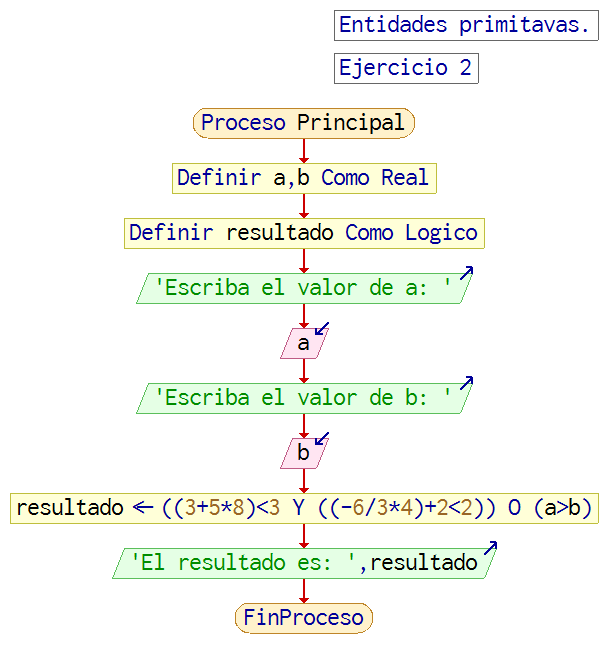 Entidades primitavas.
Ejercicio 2
Proceso Principal
Definir a,b Como Real
Definir resultado Como Logico
'Escriba el valor de a: '
a
'Escriba el valor de b: '
b
resultado ← ((3+5*8)<3 Y ((-6/3*4)+2<2)) O (a>b)
'El resultado es: ',resultado
FinProceso